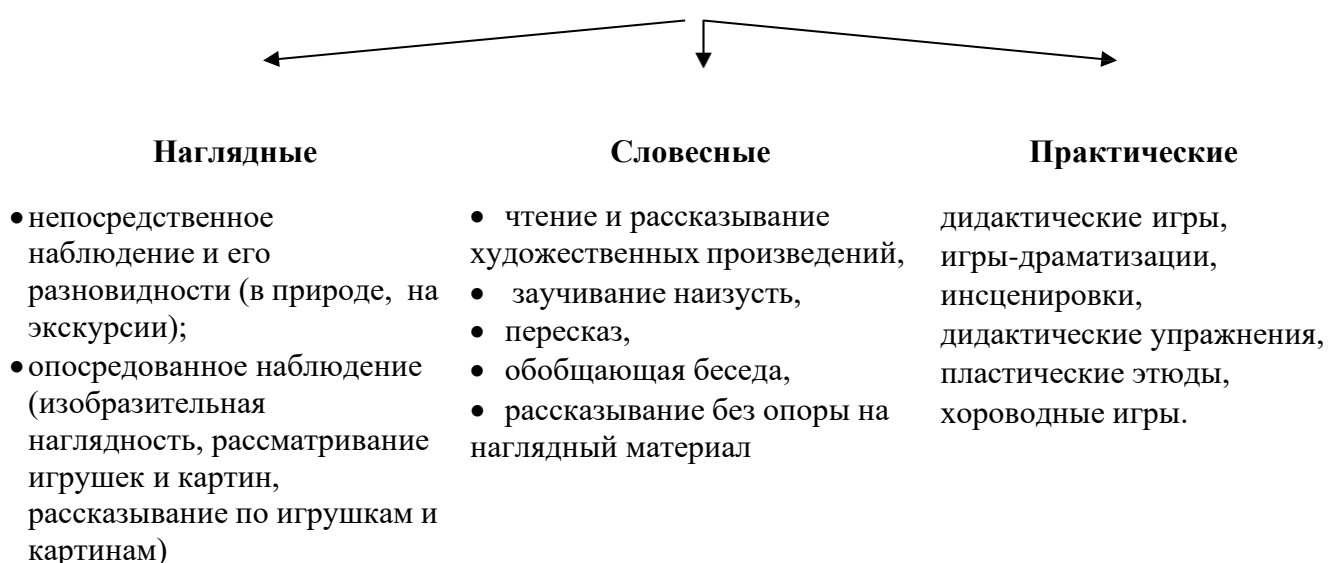 Наглядные
• непосредственное
наблюдение и его
разновидности (в природе, на
экскурсии);
• опосредованное наблюдение
(изобразительная
наглядность, рассматривание
игрушек и картин,
рассказывание по игрушкам и
картинам)
Словесные
• чтение и рассказывание
художественных произведений,
• заучивание наизусть,
• пересказ,
• обобщающая беседа,
• рассказывание без опоры на
наглядный материал
Практические
дидактические игры,
игры-драматизации,
инсценировки,
дидактические упражнения,
пластические этюды,
хороводные игры.